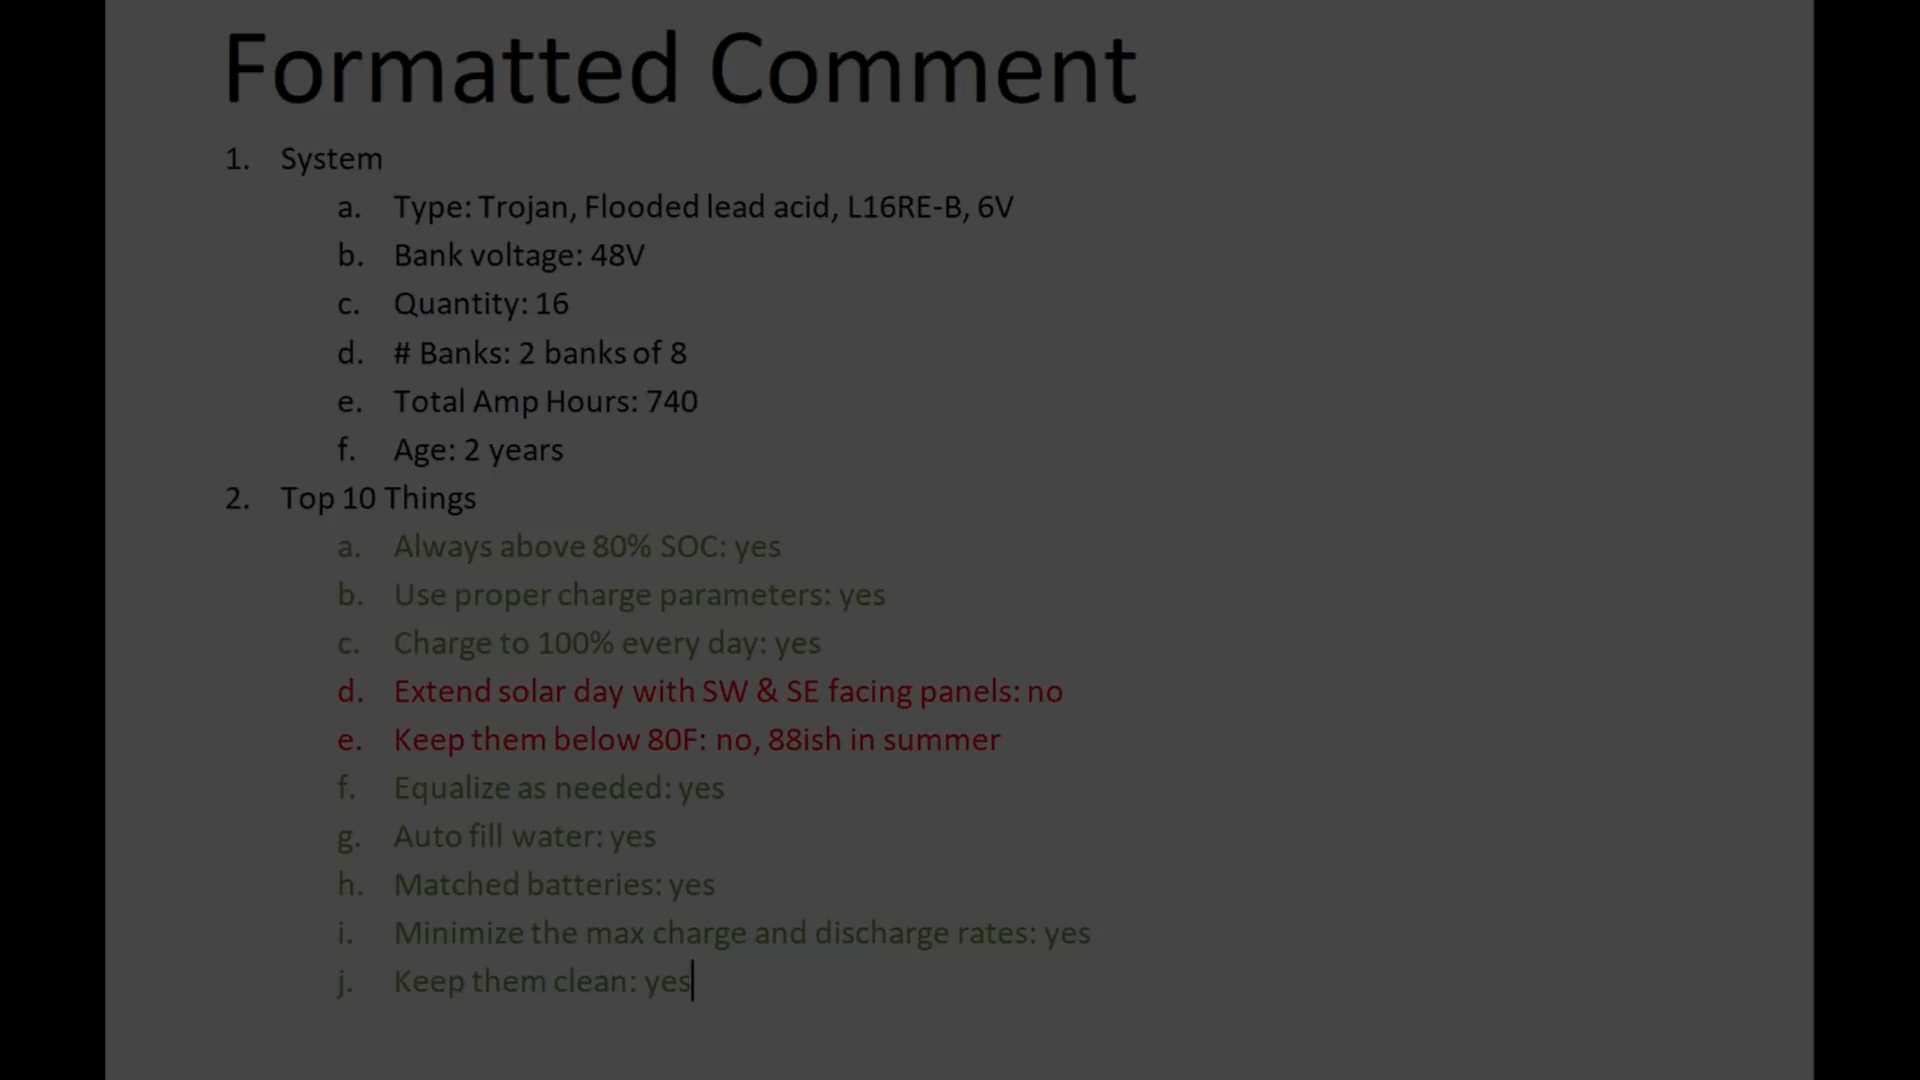 Formatted Comment
1. System
a. Type: Trojan, Flooded lead acid, L16RE-B, 6V
b. Bank voltage: 48V
c. Quantity: 16
d. # Banks: 2 banks of 8
e. Total Amp Hours: 740
f. Age: 2 years
2. Top 10 Things
a. Always above 80% SOC: yes
b. Use proper charge parameters: yes
c. Charge to 100% every day: yes
d. Extend solar day with SW & SE facing panels: no
e. Keep them below 80F: no, 88ish in summer
f. Equalize as needed: yes
g. Auto fill water: yes
h. Matched batteries: yes
i. Minimize the max charge and discharge rates: yes
j. Keep them clean: yes